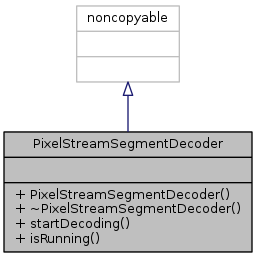 noncopyable
PixelStreamSegmentDecoder
+ PixelStreamSegmentDecoder()
+ ~PixelStreamSegmentDecoder()
+ startDecoding()
+ isRunning()